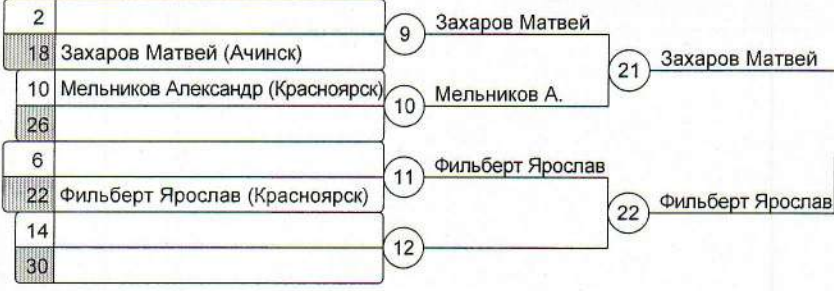 2
9 Захаров Матвей
18 Захаров Матвей (Ачинск)
21 Захаров Матвей
10 Мельников Александр (Красноярск)
10 Мельников А.
26
6
11 Фильберт Ярослав
22 Фильберт Ярослав (Красноярск)
22 Фильберт Ярослав
14
12
30